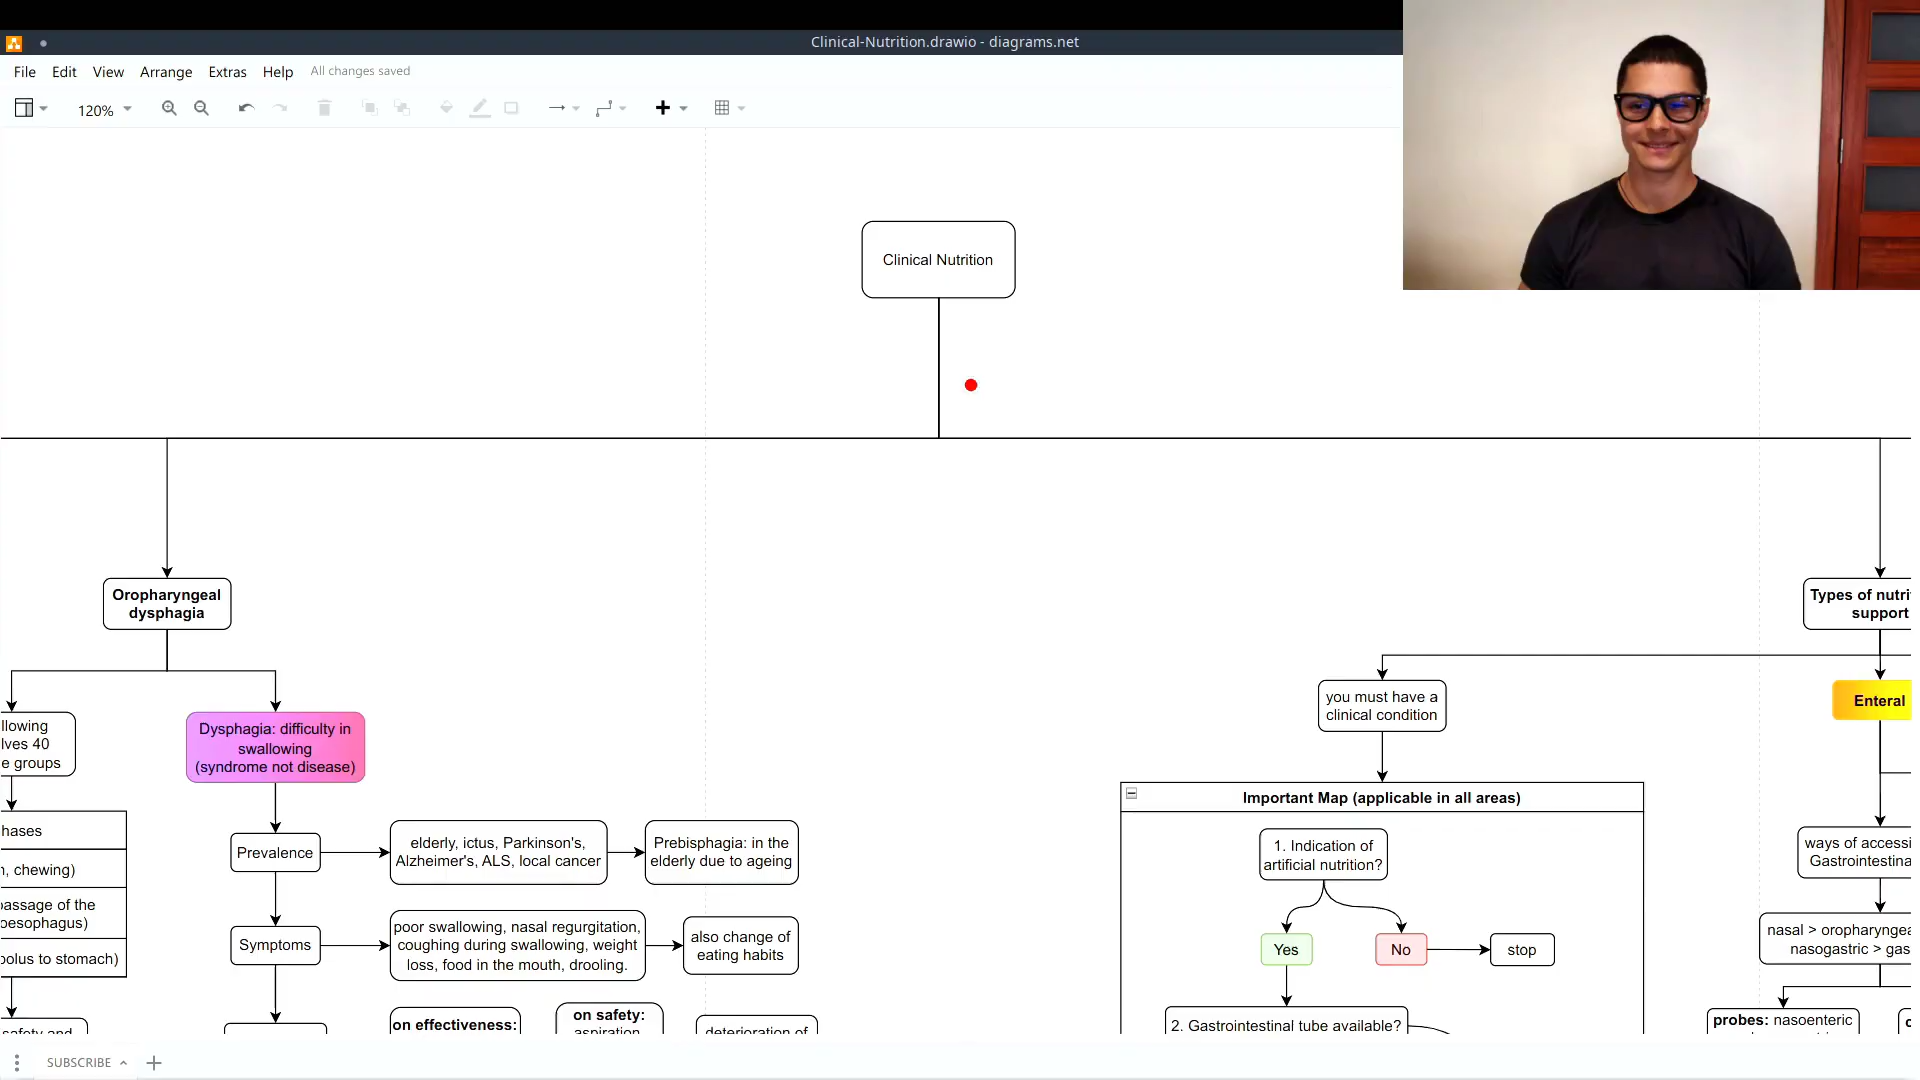 Clinical-Nutrition.drawio - diagrams.net
File Edit View Arrange Extras Help All changes saved
120%
Clinical Nutrition
Oropharyngeal
dysphagia
Types of nutri
support
you must have a
clinical condition
Enteral
llowing
lves 40
e groups
Dysphagia: difficulty in
swallowing
(syndrome not disease)
Important Map (applicable in all areas)
hases
n, chewing)
assage of the
oesophagus)
olus to stomach)
Prevalence
elderly, ictus, Parkinson's,
Alzheimer's, ALS, local cancer
Prebisphagia: in the
elderly due to ageing
1. Indication of
artificial nutrition?
ways of accessi
Gastrointestina
Symptoms
poor swallowing, nasal regurgitation,
coughing during swallowing, weight
loss, food in the mouth, drooling.
also change of
eating habits
Yes
No
stop
nasal > oropharyngea
nasogastric > gas
safety and
on effectiveness:
on safety:
aspiration
deterioration of
2. Gastrointestinal tube available?
probes: nasoenteric
SUBSCRIBE